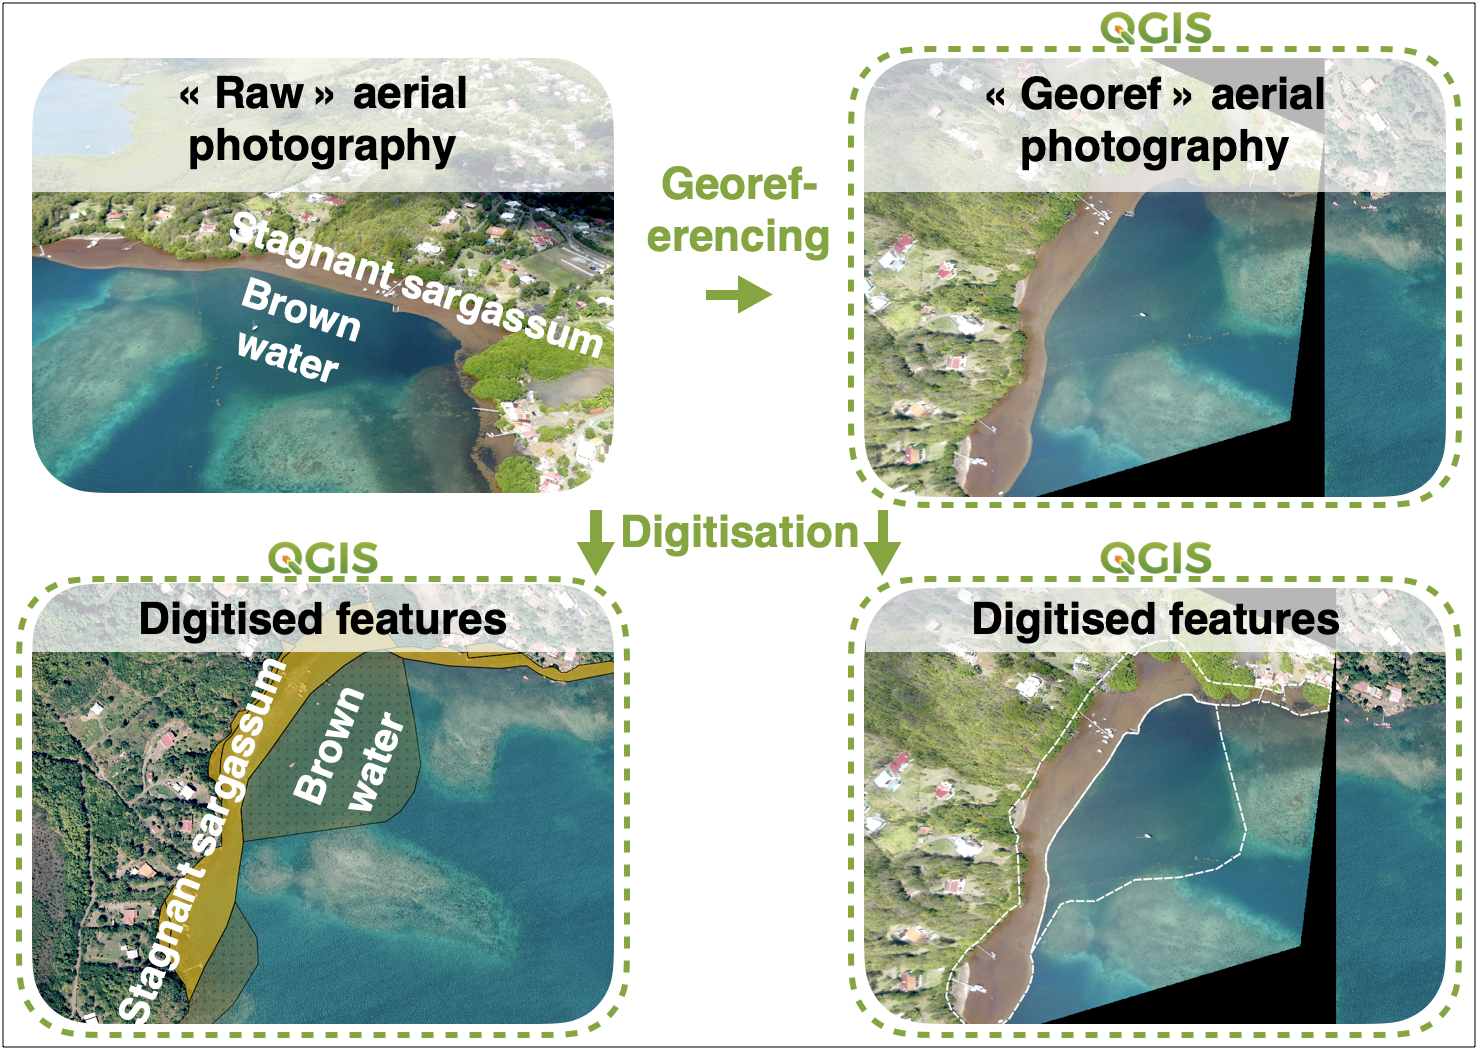 QGIS
« Raw » aerial
photography
« Georef » aerial
photography
Georef-
erencing
Stagnant sargassum
Brown
water
Digitisation
QGIS
QGIS
Digitised features
Digitised features
Stagnant sargassum
Brown
water